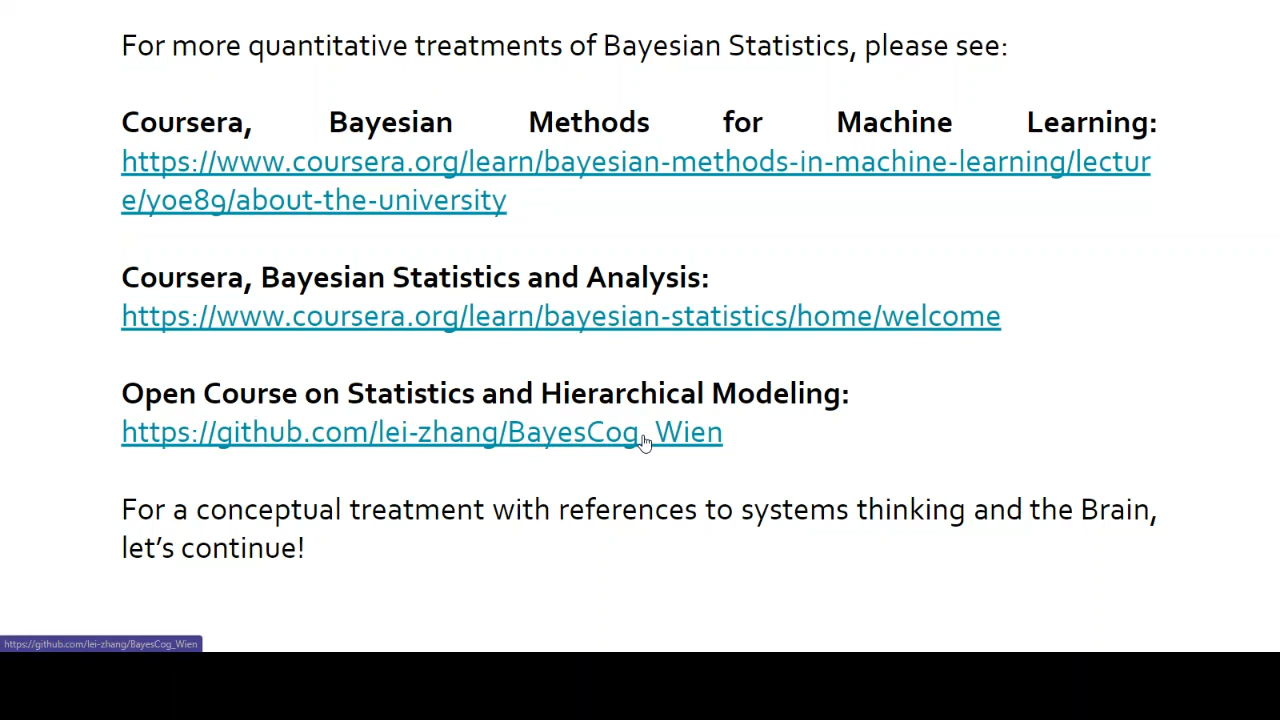 For more quantitative treatments of Bayesian Statistics, please see:
Coursera, Bayesian Methods for Machine Learning:
https://www.coursera.org/learn/bayesian-methods-in-machine-learning/lectur
e/yoe89/about-the-university
Coursera, Bayesian Statistics and Analysis:
https://www.coursera.org/learn/bayesian-statistics/home/welcome
Open Course on Statistics and Hierarchical Modeling:
https://github.com/lei-zhang/BayesCog_Wien
For a conceptual treatment with references to systems thinking and the Brain,
let’s continue!
https://github.com/lei-zhang/BayesCog_Wien